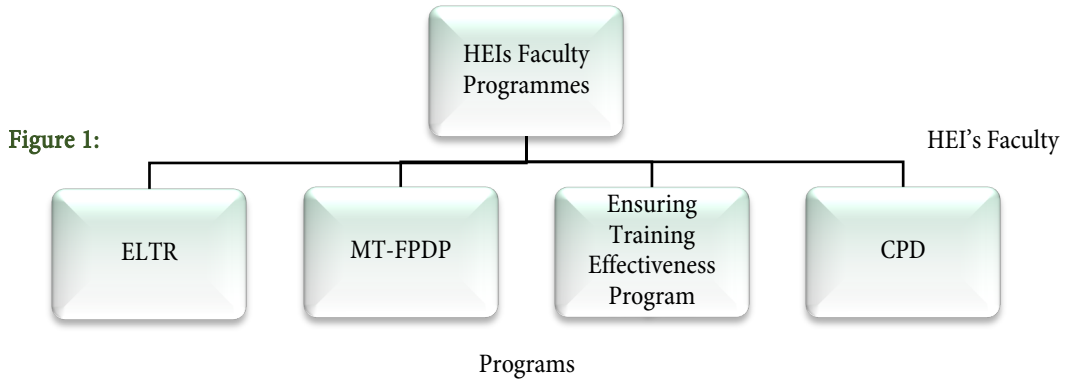 HEIs Faculty
Programmes
Figure 1:
HEI's Faculty
ELTR
MT-FPDP
Ensuring
Training
Effectiveness
Program
CPD
Programs